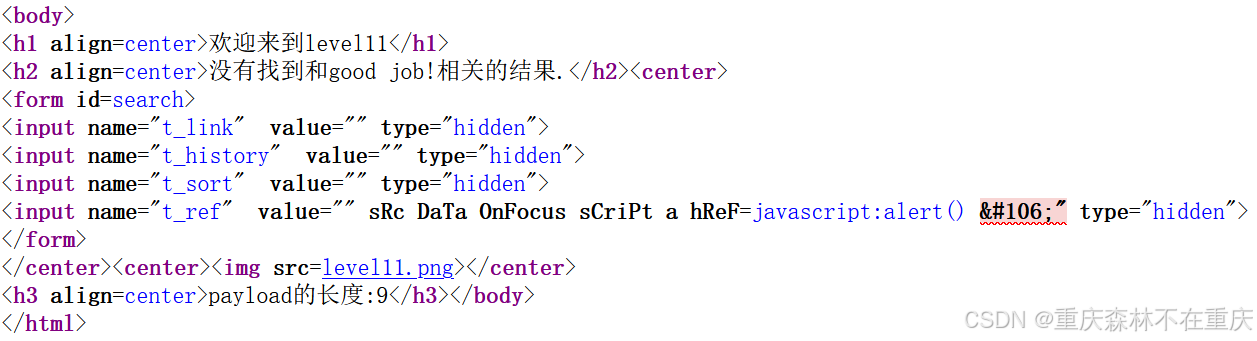 <body>
<h1 align=center>欢迎来到level11</h1>
<h2 align=center>没有找到和good job!相关的结果.</h2><center>
<form id=search>
<input name="t_link"  value="" type="hidden">
<input name="t_history"  value="" type="hidden">
<input name="t_sort"  value="" type="hidden">
<input name="t_ref"  value="" sRc DaTa OnFocus sCriPt a hReF=javascript:alert() &#106;" type="hidden">
</form>
</center><center><img src=level11.png></center>
<h3 align=center>payload的长度:9</h3></body>
</html>
CSDN @重庆森林不在重庆